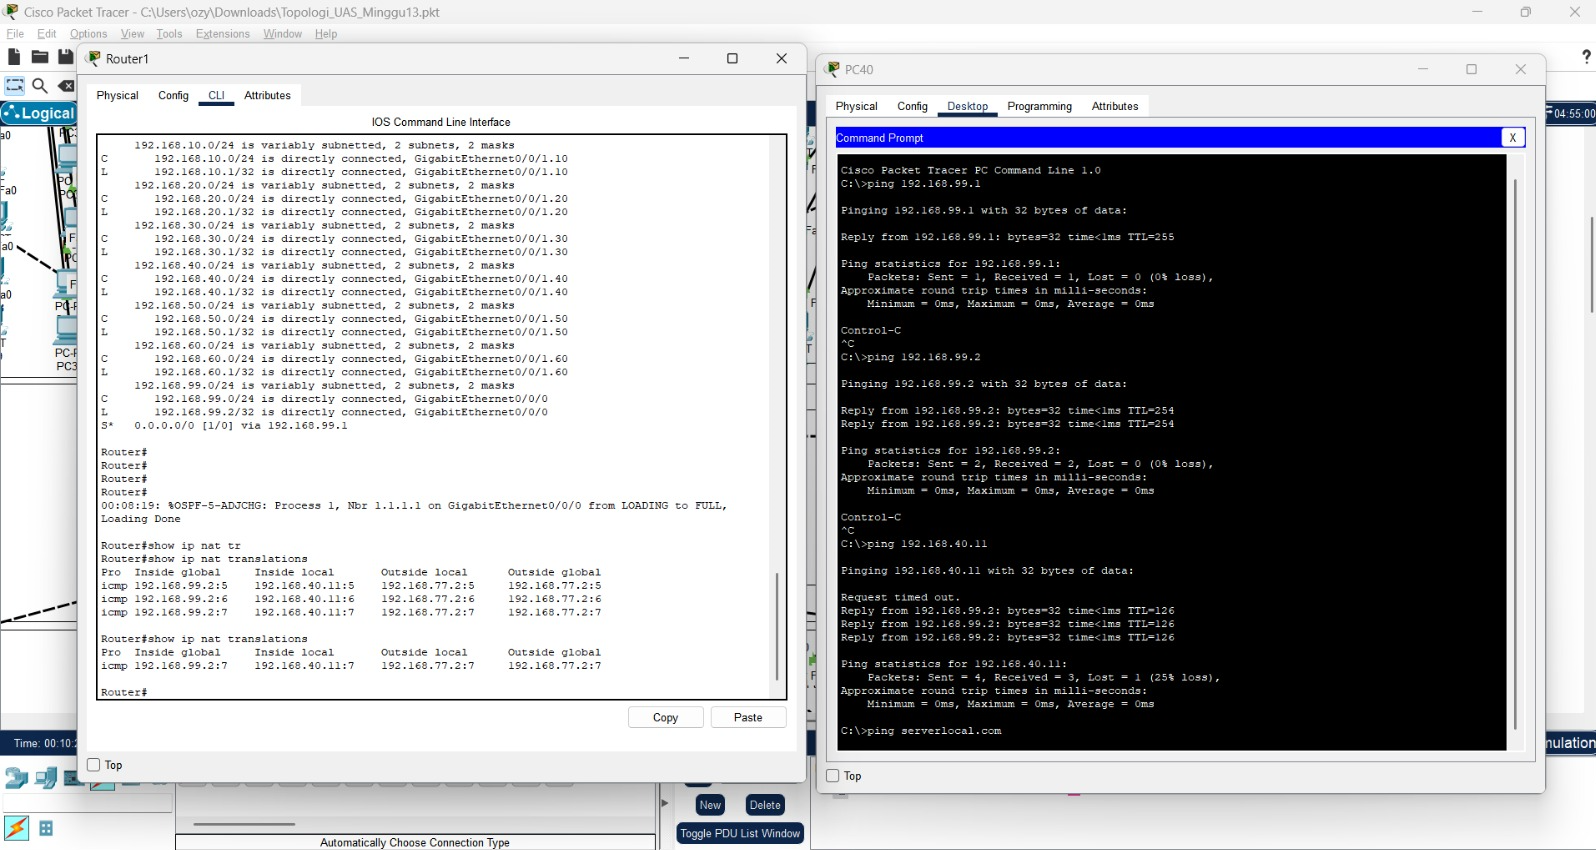 Cisco Packet Tracer - C:\Users\ozy\Downloads\Topologi_UAS_Minggu13.pkt
File Edit Options View Tools Extensions Window Help
Router1
Physical Config CLI Attributes
IOS Command Line Interface
192.168.10.0/24 is variably subnetted, 2 subnets, 2 masks
C 192.168.10.0/24 is directly connected, GigabitEthernet0/0/1.10
L 192.168.10.1/32 is directly connected, GigabitEthernet0/0/1.10
192.168.20.0/24 is variably subnetted, 2 subnets, 2 masks
C 192.168.20.0/24 is directly connected, GigabitEthernet0/0/1.20
L 192.168.20.1/32 is directly connected, GigabitEthernet0/0/1.20
192.168.30.0/24 is variably subnetted, 2 subnets, 2 masks
C 192.168.30.0/24 is directly connected, GigabitEthernet0/0/1.30
L 192.168.30.1/32 is directly connected, GigabitEthernet0/0/1.30
192.168.40.0/24 is variably subnetted, 2 subnets, 2 masks
C 192.168.40.0/24 is directly connected, GigabitEthernet0/0/1.40
L 192.168.40.1/32 is directly connected, GigabitEthernet0/0/1.40
192.168.50.0/24 is variably subnetted, 2 subnets, 2 masks
C 192.168.50.0/24 is directly connected, GigabitEthernet0/0/1.50
L 192.168.50.1/32 is directly connected, GigabitEthernet0/0/1.50
192.168.60.0/24 is variably subnetted, 2 subnets, 2 masks
C 192.168.60.0/24 is directly connected, GigabitEthernet0/0/1.60
L 192.168.60.1/32 is directly connected, GigabitEthernet0/0/1.60
192.168.99.0/24 is variably subnetted, 2 subnets, 2 masks
C 192.168.99.0/24 is directly connected, GigabitEthernet0/0/0
L 192.168.99.2/32 is directly connected, GigabitEthernet0/0/0
S* 0.0.0.0/0 [1/0] via 192.168.99.1
Router#
Router#
Router#
Router#
00:08:19: %OSPF-5-ADJCHG: Process 1, Nbr 1.1.1.1 on GigabitEthernet0/0/0 from LOADING to FULL,
Loading Done
Router#show ip nat tr
Router#show ip nat translations
Pro Inside global Inside local Outside local Outside global
icmp 192.168.99.2:5 192.168.40.11:5 192.168.77.2:5 192.168.77.2:5
icmp 192.168.99.2:6 192.168.40.11:6 192.168.77.2:6 192.168.77.2:6
icmp 192.168.99.2:7 192.168.40.11:7 192.168.77.2:7 192.168.77.2:7
Router#show ip nat translations
Pro Inside global Inside local Outside local Outside global
icmp 192.168.99.2:7 192.168.40.11:7 192.168.77.2:7 192.168.77.2:7
Router#
Copy Paste
Top
PC40
Physical Config Desktop Programming Attributes
Command Prompt X
Cisco Packet Tracer PC Command Line 1.0
C:\>ping 192.168.99.1
Pinging 192.168.99.1 with 32 bytes of data:
Reply from 192.168.99.1: bytes=32 time<1ms TTL=255
Ping statistics for 192.168.99.1:
Packets: Sent = 1, Received = 1, Lost = 0 (0% loss),
Approximate round trip times in milli-seconds:
Minimum = 0ms, Maximum = 0ms, Average = 0ms
Control-C
^C
C:\>ping 192.168.99.2
Pinging 192.168.99.2 with 32 bytes of data:
Reply from 192.168.99.2: bytes=32 time<1ms TTL=254
Reply from 192.168.99.2: bytes=32 time<1ms TTL=254
Ping statistics for 192.168.99.2:
Packets: Sent = 2, Received = 2, Lost = 0 (0% loss),
Approximate round trip times in milli-seconds:
Minimum = 0ms, Maximum = 0ms, Average = 0ms
Control-C
^C
C:\>ping 192.168.40.11
Pinging 192.168.40.11 with 32 bytes of data:
Request timed out.
Reply from 192.168.99.2: bytes=32 time<1ms TTL=126
Reply from 192.168.99.2: bytes=32 time<1ms TTL=126
Reply from 192.168.99.2: bytes=32 time<1ms TTL=126
Ping statistics for 192.168.40.11:
Packets: Sent = 4, Received = 3, Lost = 1 (25% loss),
Approximate round trip times in milli-seconds:
Minimum = 0ms, Maximum = 0ms, Average = 0ms
C:\>ping serverlocal.com
Top
Logical
04:55:00
Time: 00:10:
New Delete
Toggle PDU List Window
Automatically Choose Connection Type